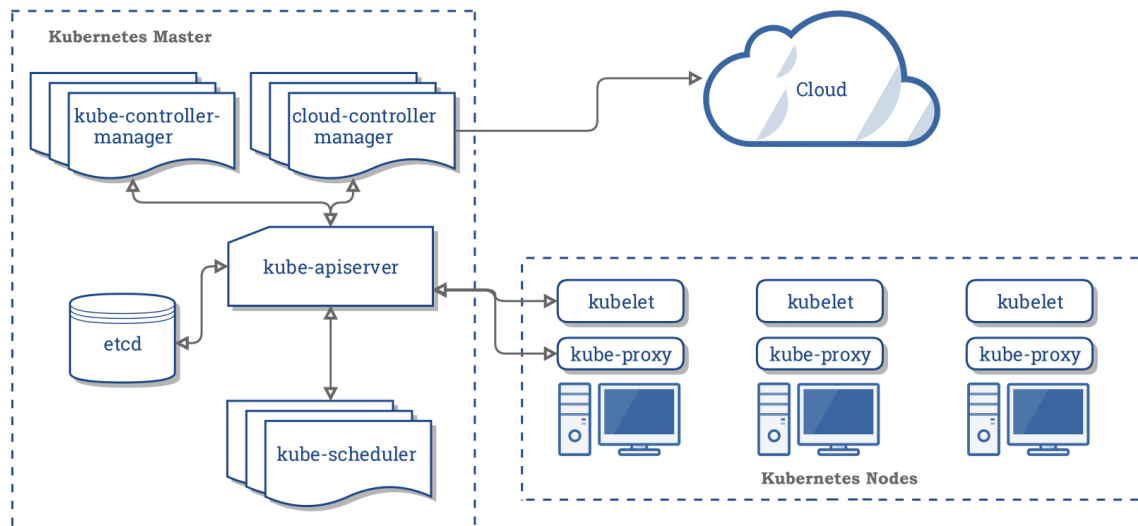 Kubernetes Master
kube-controller-
manager
cloud-controller
manager
Cloud
kube-apiserver
etcd
kube-scheduler
kubelet
kubelet
kubelet
kube-proxy
kube-proxy
kube-proxy
Kubernetes Nodes